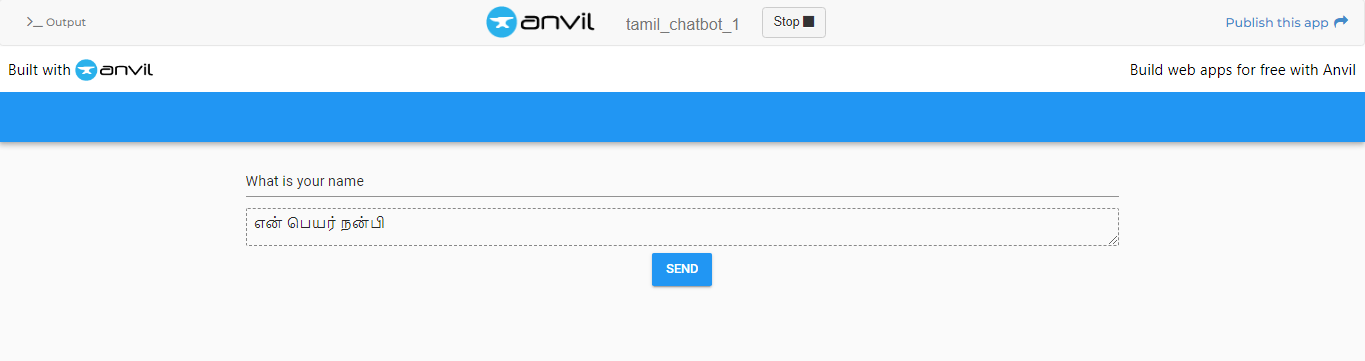 >_ Output anvil tamil_chatbot_1 Stop Publish this app
Built with anvil Build web apps for free with Anvil
What is your name
என் பெயர் நன்பி
SEND